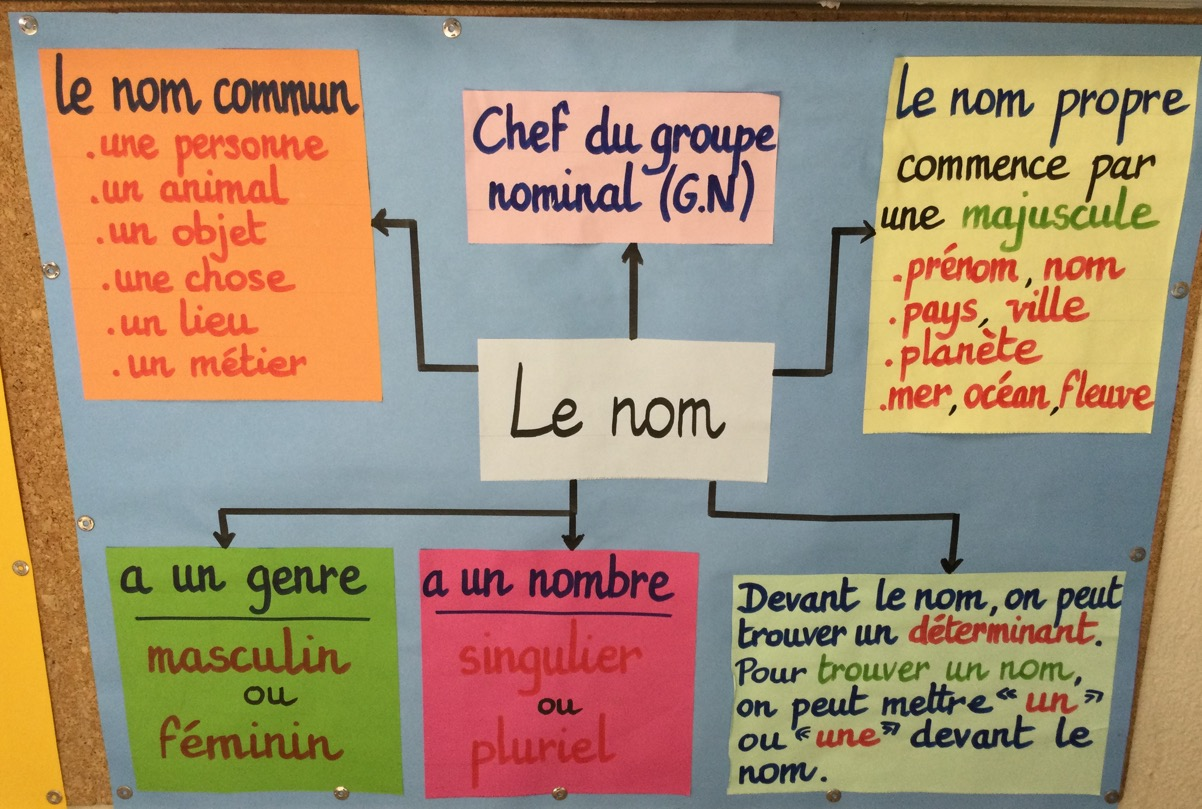 le nom commun
.une personne
.un animal
.un objet
.une chose
.un lieu
.un métier
Chef du groupe
nominal (G.N)
Le nom propre
commence par
une majuscule
.prénom, nom
.pays, ville
.planète
.mer, océan, fleuve
Le nom
a un genre
masculin
ou
féminin
a un nombre
singulier
ou
pluriel
Devant le nom, on peut
trouver un déterminant.
Pour trouver un nom,
on peut mettre "un"
ou "une" devant le
nom.